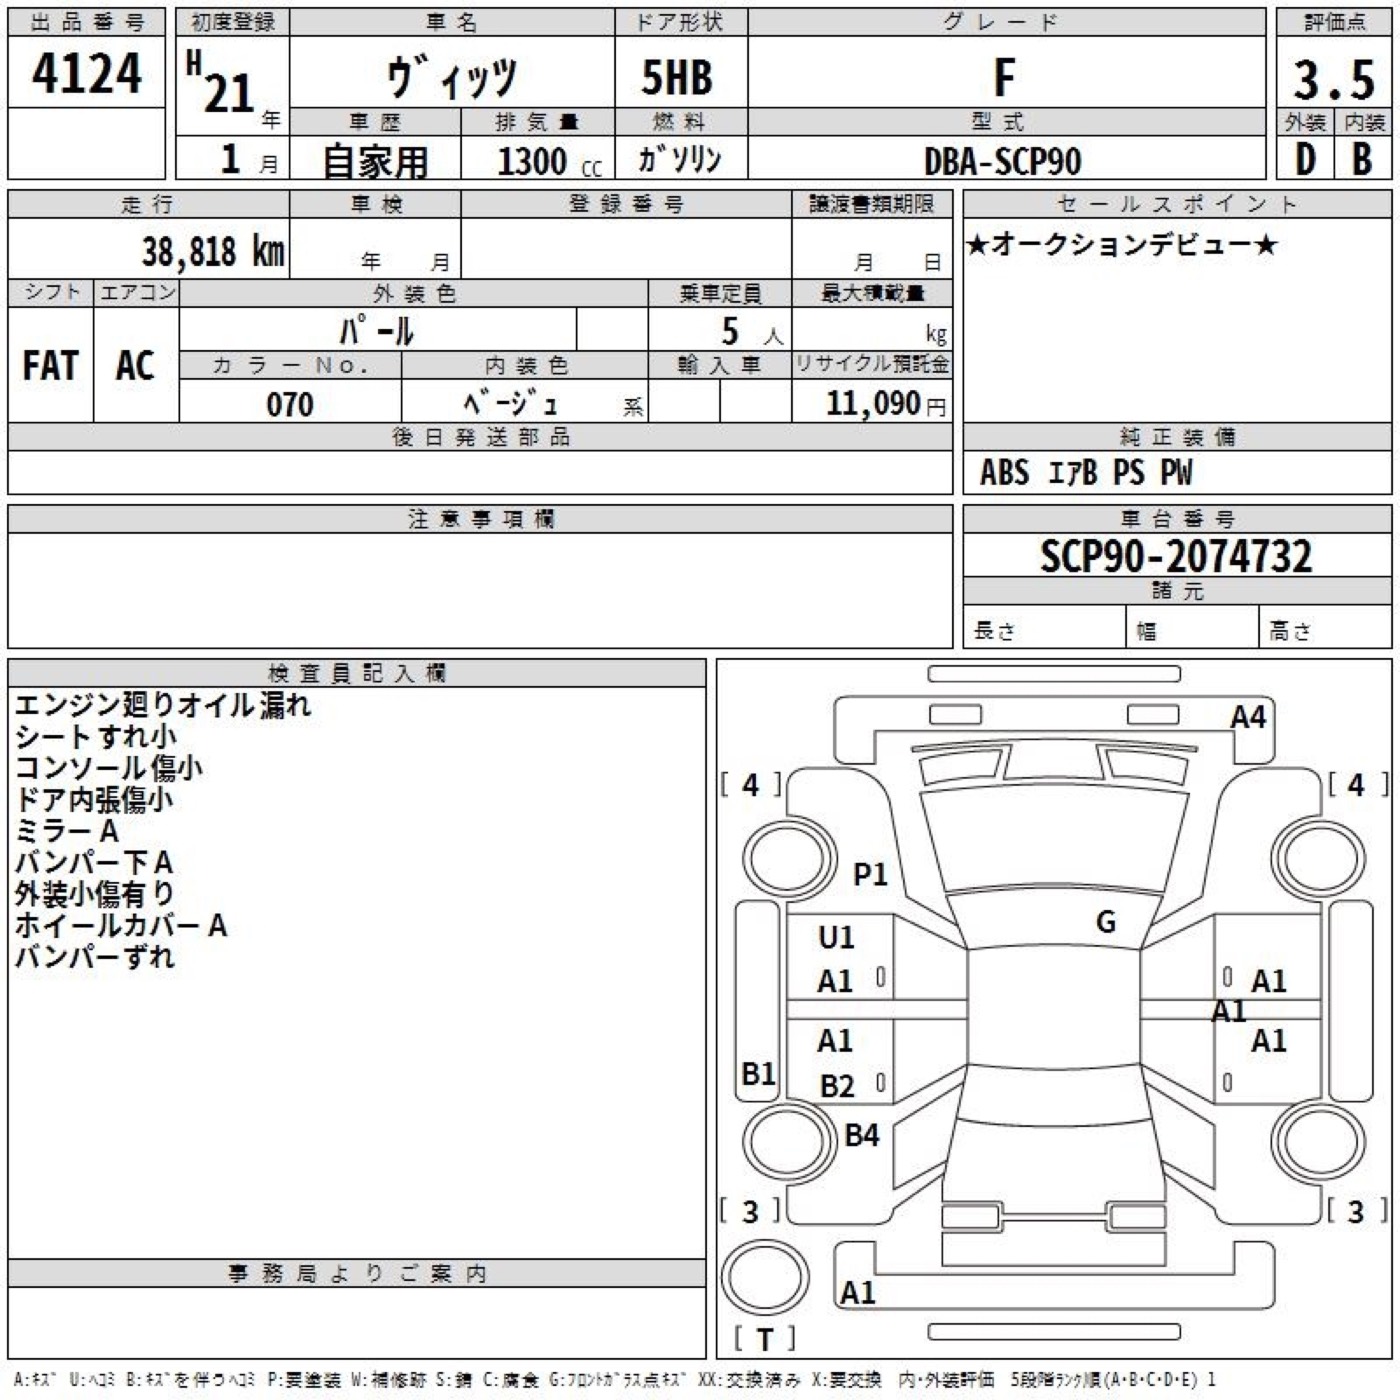 出品番号 初度登録 車名 ドア形状 グレード 評価点
4124 H21年 ヴィッツ 5HB F 3.5
車歴 排気量 燃料 型式 外装 内装
1月 自家用 1300cc ガソリン DBA-SCP90 D B
走行 車検 登録番号 譲渡書類期限 セールスポイント
38,818 km 年 月 月 日 ★オークションデビュー★
シフト エアコン 外装色 乗車定員 最大積載量
FAT AC パール 5人 kg
カラーNo. 内装色 輸入車 リサイクル預託金
070 ベージュ 系 11,090円
後日発送部品 純正装備
ABS エアB PS PW
注意事項欄 車台番号
SCP90-2074732
諸元
長さ 幅 高さ
検査員記入欄
エンジン廻りオイル漏れ
シートすれ小
コンソール傷小
ドア内張傷小
ミラーA
バンパー下A
外装小傷有り
ホイールカバーA
バンパーずれ
事務局よりご案内
A4
[ 4 ] [ 4 ]
P1
G
U1
A1 A1
A1
A1 A1
B1 B2
B4
[ 3 ] [ 3 ]
A1
[ T ]
A:キズ U:ヘコミ B:キズを伴うヘコミ P:要塗装 W:補修跡 S:錆 C:腐食 G:フロントガラス点キズ XX:交換済み X:要交換 内・外装評価 5段階ランク順(A・B・C・D・E) 1